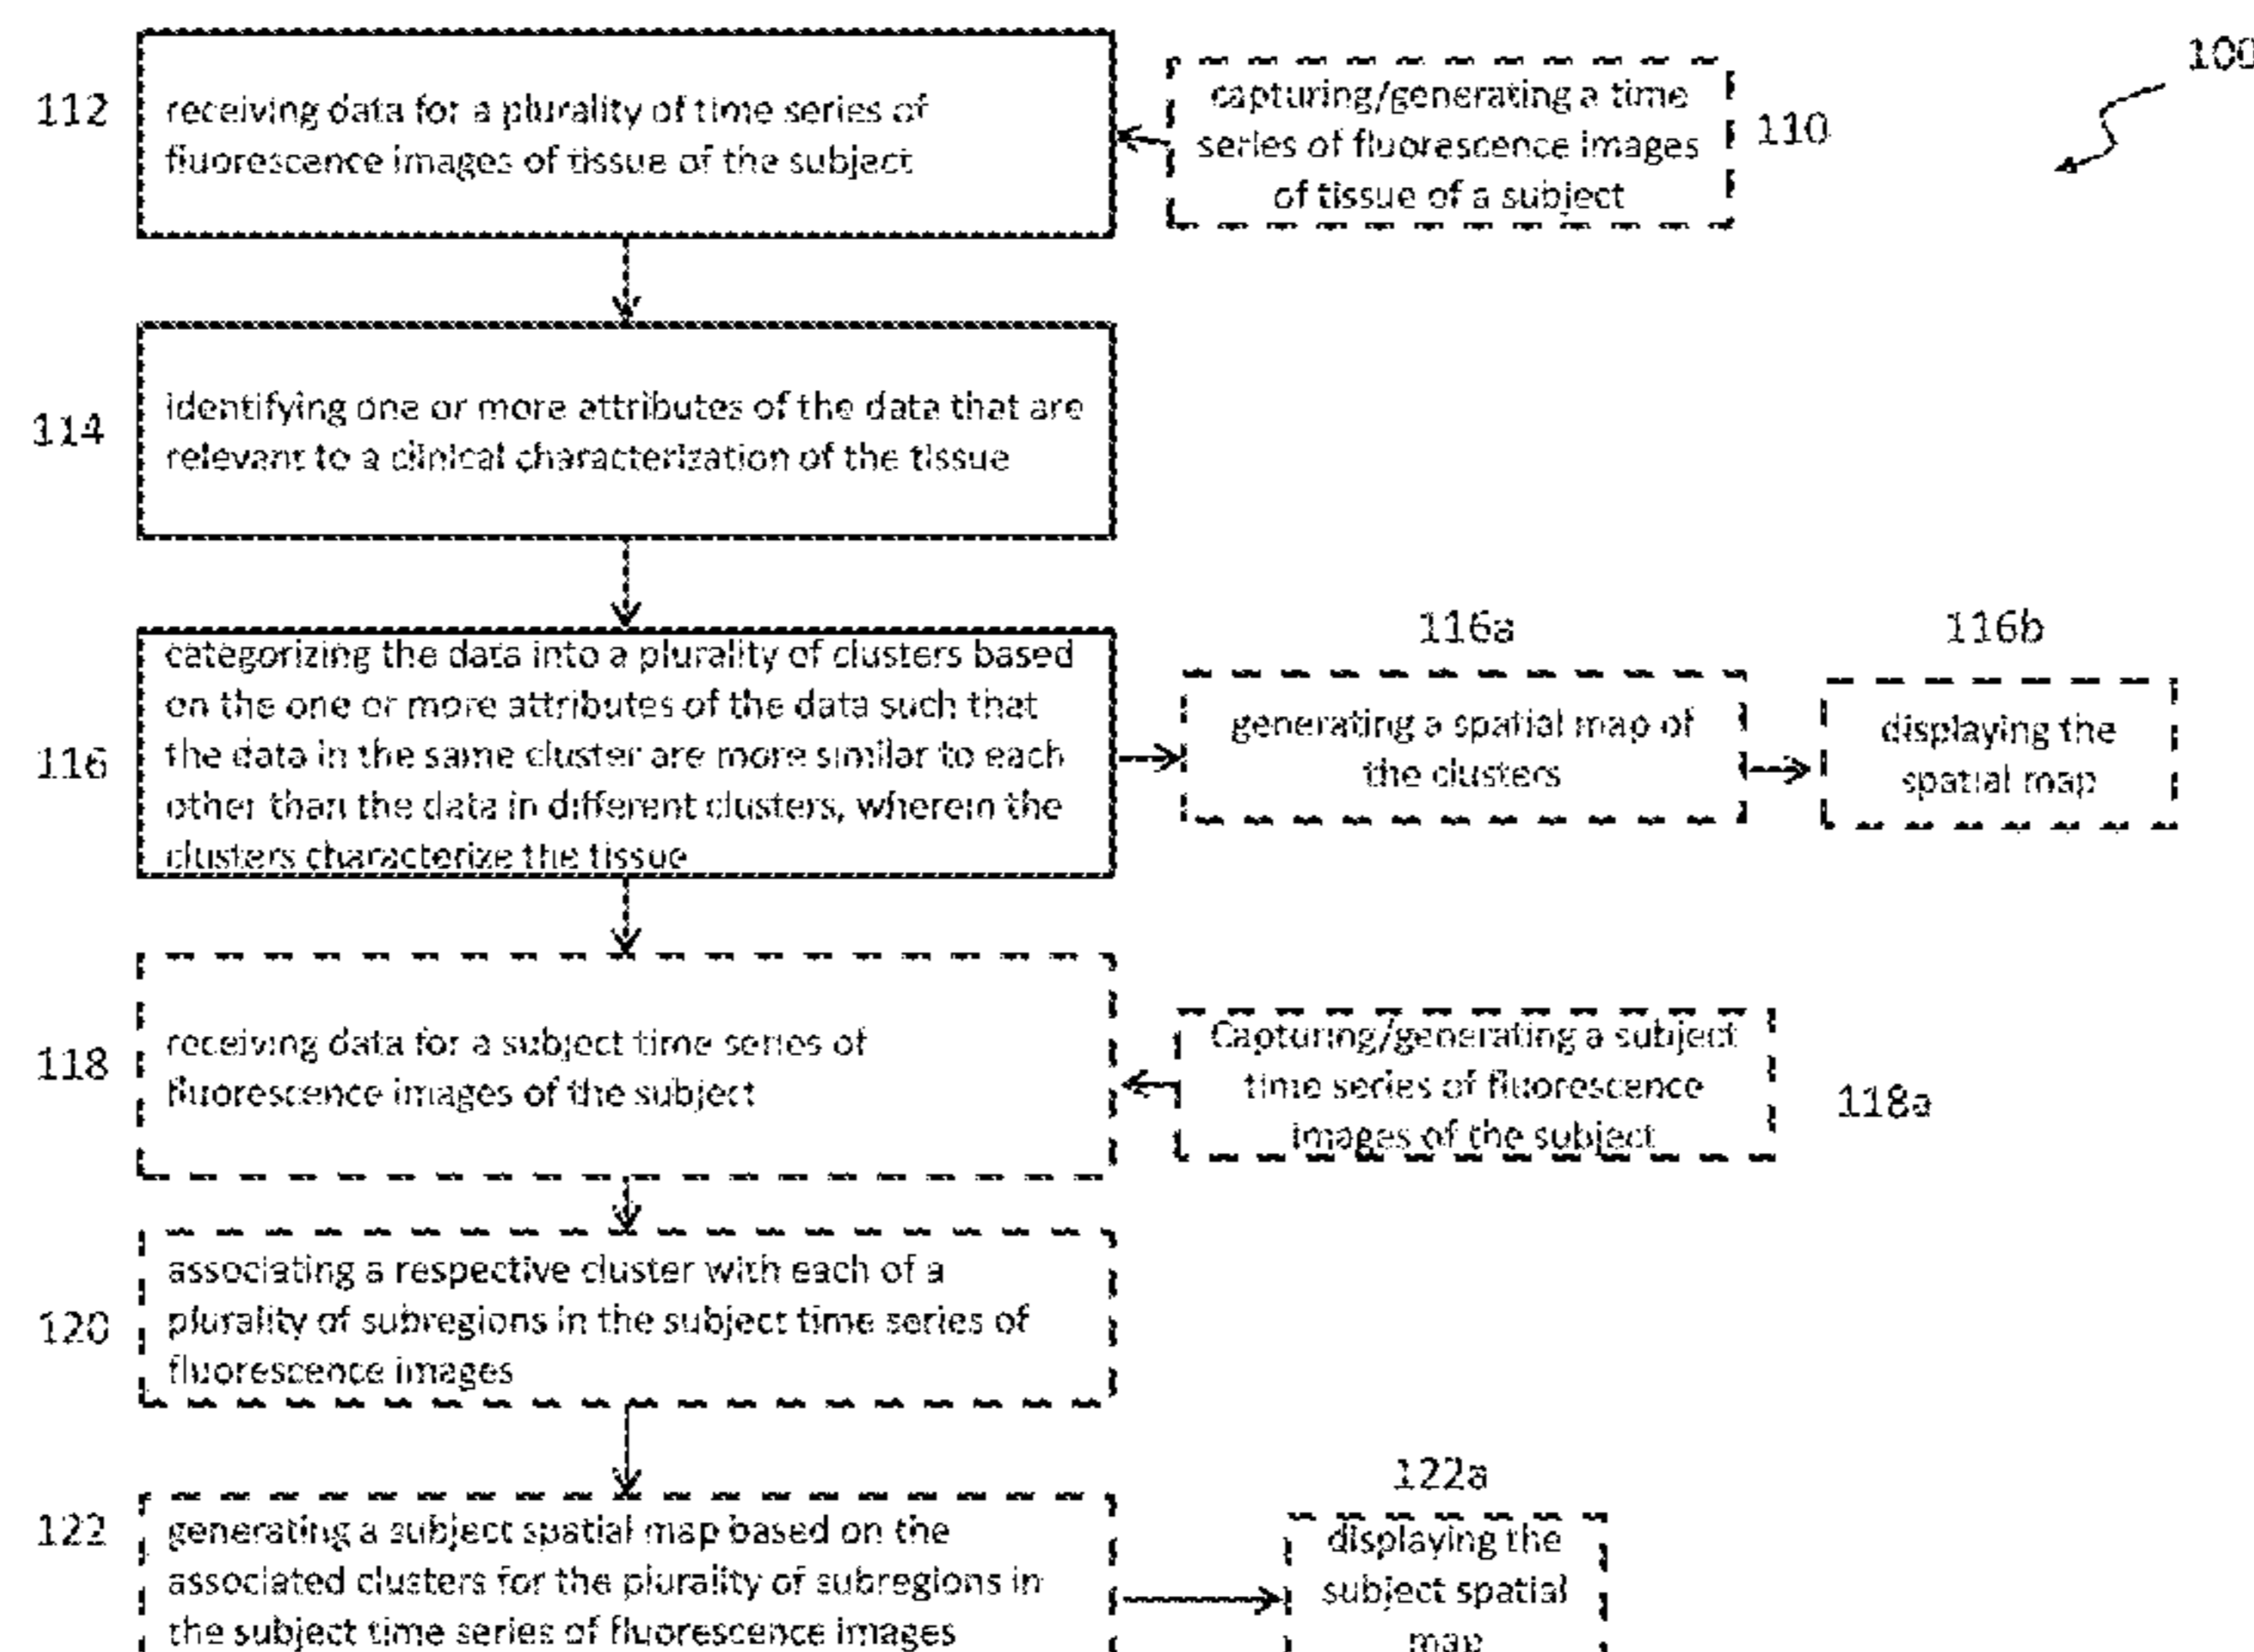 100
112
receiving data for a plurality of time series of
fluorescence images of tissue of the subject
capturing/generating a time
series of fluorescence images
of tissue of a subject
110
114
identifying one or more attributes of the data that are
relevant to a clinical characterization of the tissue
116
categorizing the data into a plurality of clusters based
on the one or more attributes of the data such that
the data in the same cluster are more similar to each
other than the data in different clusters, wherein the
clusters characterize the tissue
116a
generating a spatial map of
the clusters
116b
displaying the
spatial map
118
receiving data for a subject time series of
fluorescence images of the subject
Capturing/generating a subject
time series of fluorescence
images of the subject
118a
120
associating a respective cluster with each of a
plurality of subregions in the subject time series of
fluorescence images
122
generating a subject spatial map based on the
associated clusters for the plurality of subregions in
the subject time series of fluorescence images
122a
displaying the
subject spatial
map